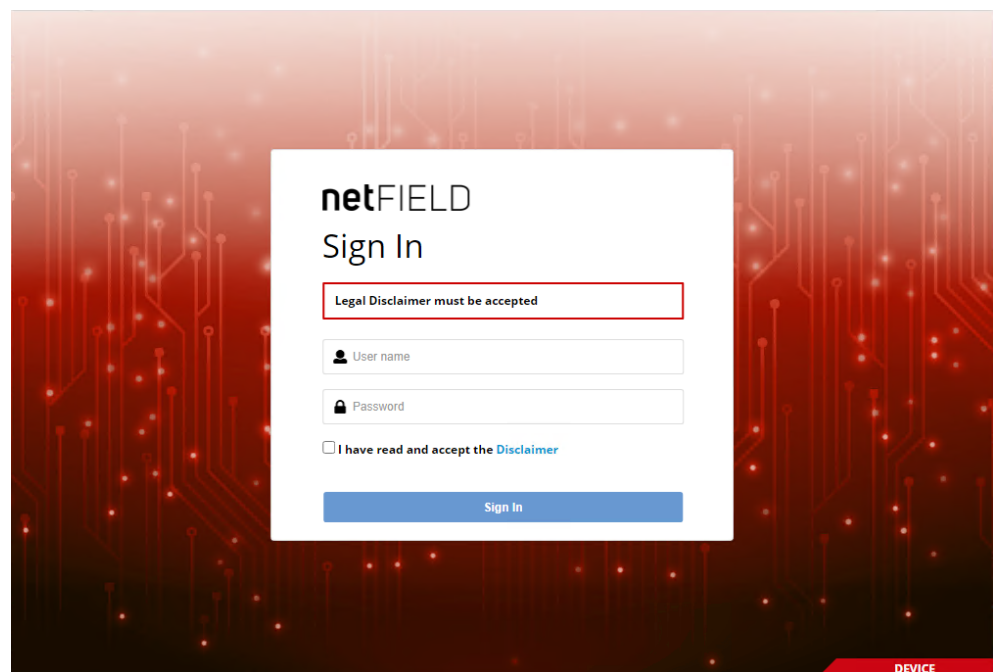 netFIELD
Sign In
Legal Disclaimer must be accepted
User name
Password
I have read and accept the Disclaimer
Sign In
DEVICE